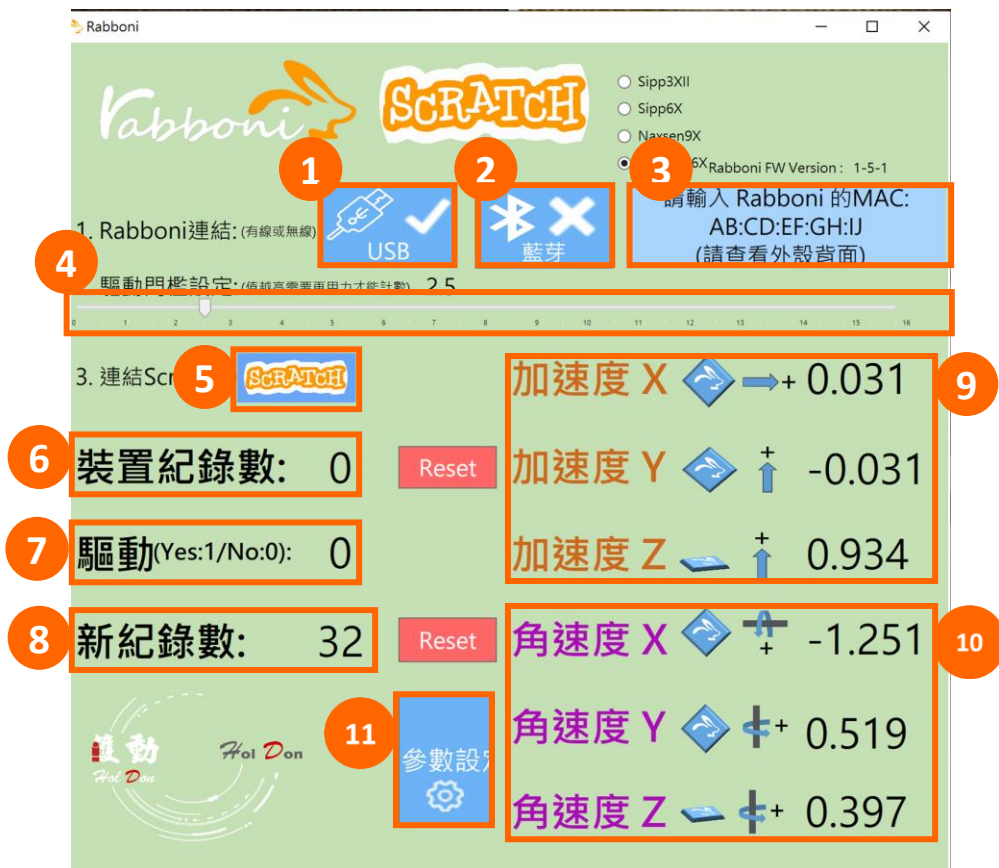 Rabboni
rabboni
SCRATCH
Sipp3XII
Sipp6X
Naxsen9X
6X
Rabboni FW Version : 1-5-1
1
2
3
1. Rabboni連結: (有線或無線)
USB
藍芽
請輸入 Rabboni 的MAC:
AB:CD:EF:GH:IJ
(請查看外殼背面)
4
驅動門檻設定: (值越高需要更用力才能計數) 2.5
0 1 2 3 4 5 6 7 8 9 10 11 12 13 14 15 16
3. 連結Scr
5
SCRATCH
6
裝置紀錄數: 0
Reset
7
驅動(Yes:1/No:0): 0
8
新紀錄數: 32
Reset
9
加速度 X + 0.031
加速度 Y + -0.031
加速度 Z + 0.934
10
角速度 X + -1.251
角速度 Y + 0.519
角速度 Z + 0.397
11
參數設定
Hol Don
Hol Don